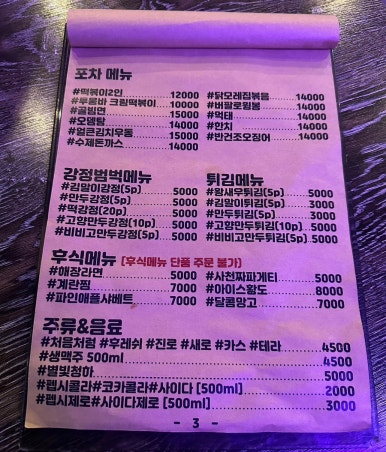 포차 메뉴
#떡볶이2인 12000
#투움바 크림떡볶이 10000
#골빔면 15000
#오뎅탕 14000
#얼큰김치우동 15000
#수제돈까스 14000
#닭모래집볶음 14000
#버팔로윙봉 14000
#먹태 14000
#한치 14000
#반건조오징어 14000
강정범벅메뉴
#김말이강정(5p) 5000
#만두강정(5p) 5000
#떡강정(20p) 5000
#고향만두강정(10p) 5000
#비비고만두강정(5p) 5000
튀김메뉴
#왕새우튀김(5p) 5000
#김말이튀김(5p) 3000
#만두튀김(5p) 3000
#고향만두튀김(10p) 5000
#비비고만두튀김(5p) 5000
후식메뉴 [후식메뉴 단품 주문 불가]
#해장라면 5000
#계란찜 7000
#파인애플샤베트 7000
#사천짜파게티 5000
#아이스황도 8000
#달콤망고 7000
주류&음료
#처음처럼 #후레쉬 #진로 #새로 #카스 #테라 4500
#생맥주 500ml 4500
#별빛청하 5000
#펩시콜라#코카콜라#사이다 [500ml] 2000
#펩시제로#사이다제로 [500ml] 3000
- 3 -